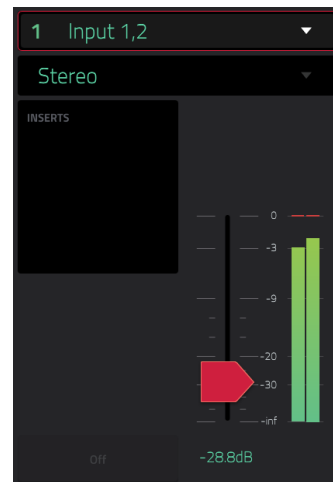 1 Input 1,2
Stereo
INSERTS
0
-3
-9
-20
-30
-inf
Off
-28.8dB